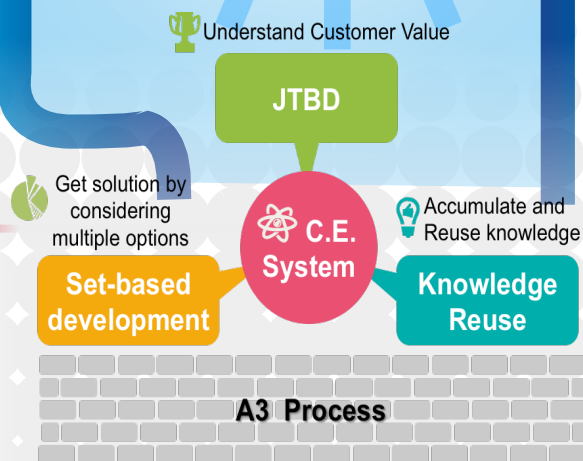 Understand Customer Value
JTBD
Get solution by
considering
multiple options
Accumulate and
Reuse knowledge
C.E.
System
Set-based
development
Knowledge
Reuse
A3 Process